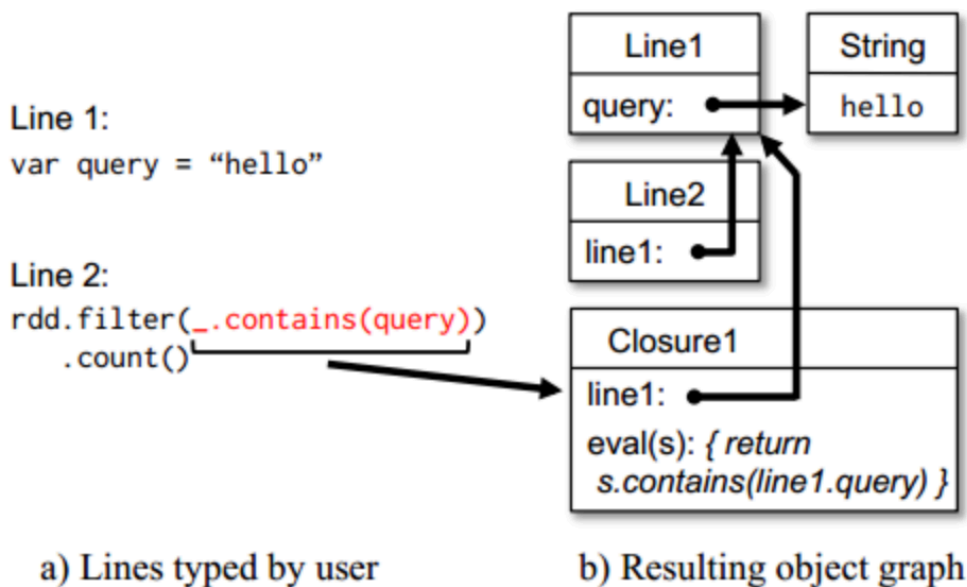 Line 1:
var query = “hello”
Line 2:
rdd.filter(_.contains(query))
.count()
a) Lines typed by user
Line1
query:
String
hello
Line2
line1:
Closure1
line1:
eval(s): { return
s.contains(line1.query) }
b) Resulting object graph